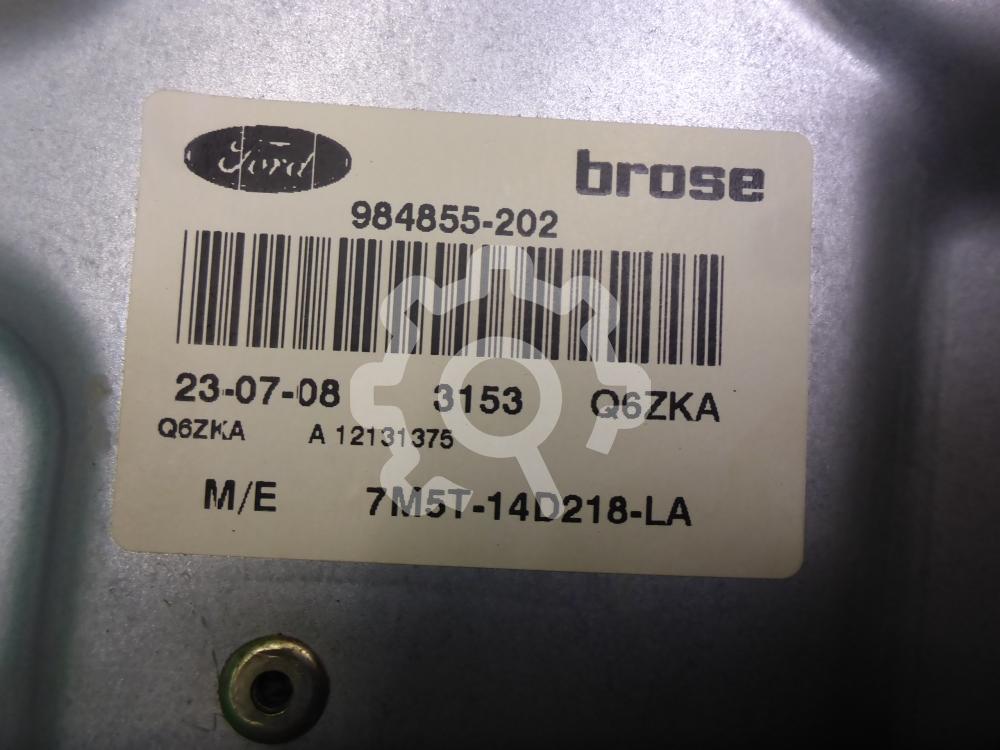 Ford brose
984855-202
23-07-08 3153 Q6ZKA
Q6ZKA A 12131375
M/E 7M5T-14D218-LA